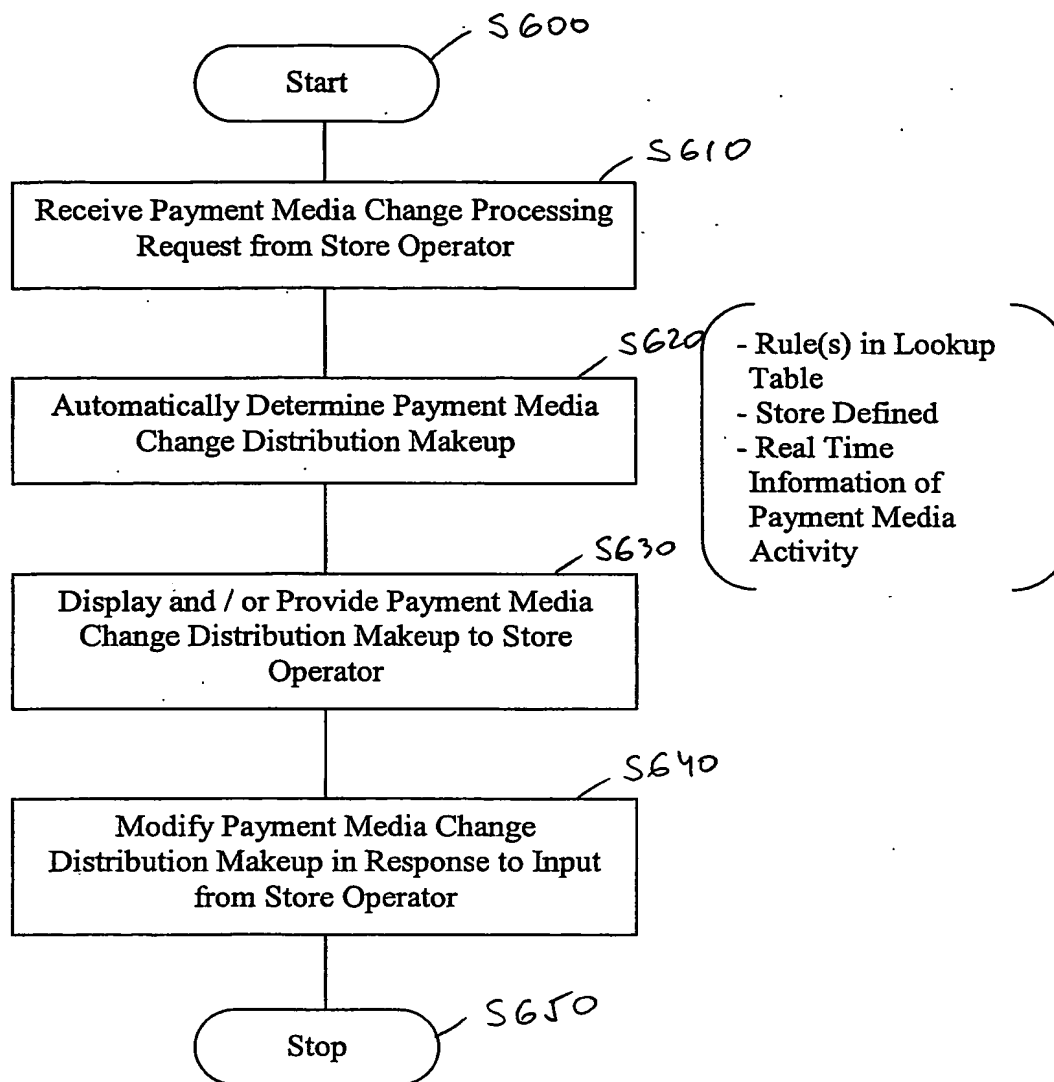 S600
Start
S610
Receive Payment Media Change Processing
Request from Store Operator
S620
Automatically Determine Payment Media
Change Distribution Makeup
- Rule(s) in Lookup
Table
- Store Defined
- Real Time
Information of
Payment Media
Activity
S630
Display and / or Provide Payment Media
Change Distribution Makeup to Store
Operator
S640
Modify Payment Media Change
Distribution Makeup in Response to Input
from Store Operator
S650
Stop